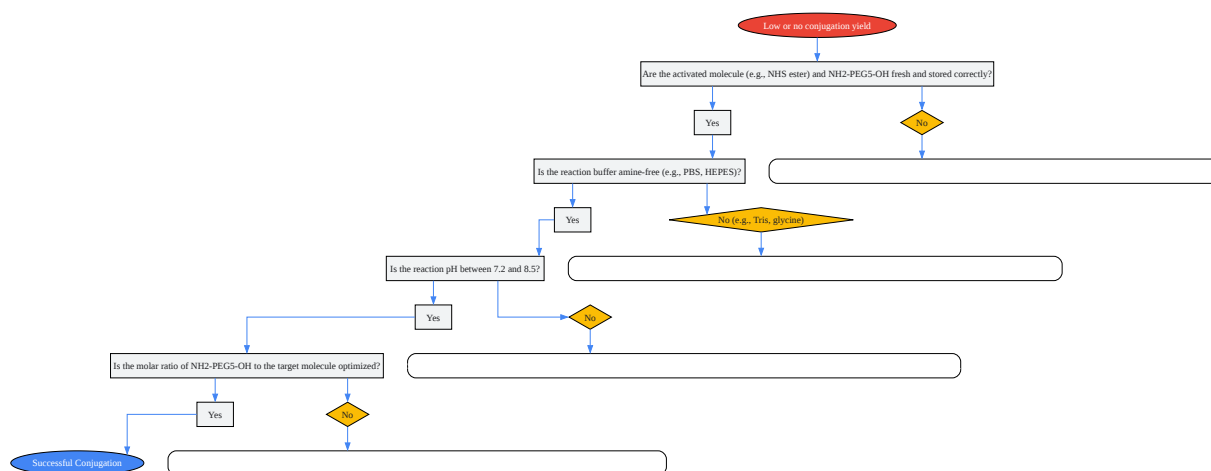 Low or no conjugation yield
Are the activated molecule (e.g., NHS ester) and NH2-PEG5-OH fresh and stored correctly?
Yes
No
Is the reaction buffer amine-free (e.g., PBS, HEPES)?
Yes
No (e.g., Tris, glycine)
Is the reaction pH between 7.2 and 8.5?
Yes
No
Is the molar ratio of NH2-PEG5-OH to the target molecule optimized?
Yes
No
Successful Conjugation